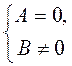 A = 0,
B ≠ 0